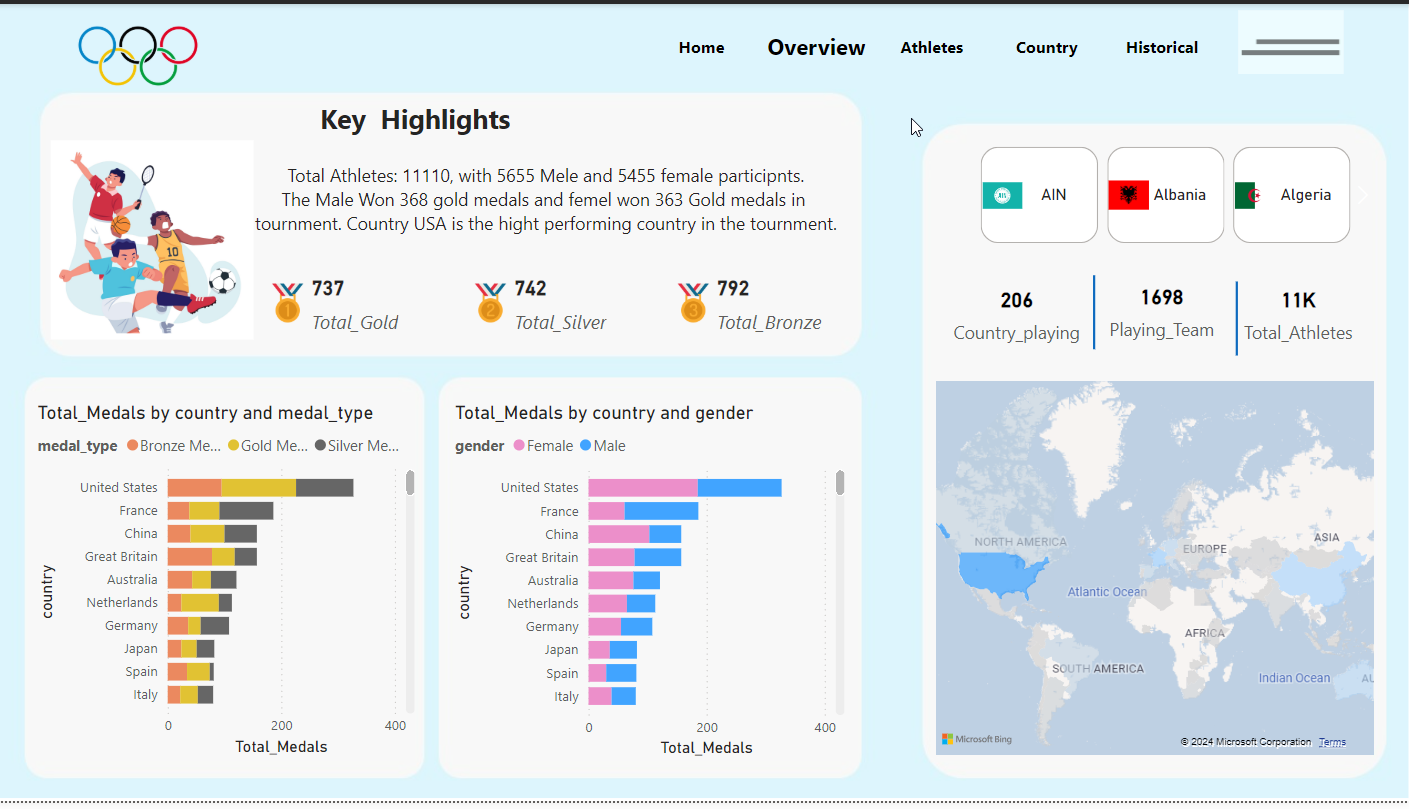 Home Overview Athletes Country Historical
Key Highlights
Total Athletes: 11110, with 5655 Mele and 5455 female participnts.
The Male Won 368 gold medals and femel won 363 Gold medals in
tournment. Country USA is the hight performing country in the tournment.
10
1 737
Total_Gold
2 742
Total_Silver
3 792
Total_Bronze
AIN Albania Algeria
206
Country_playing
1698
Playing_Team
11K
Total_Athletes
Total_Medals by country and medal_type
medal_type Bronze Me... Gold Me... Silver Me...
country
United States
France
China
Great Britain
Australia
Netherlands
Germany
Japan
Spain
Italy
0 200 400
Total_Medals
Total_Medals by country and gender
gender Female Male
country
United States
France
China
Great Britain
Australia
Netherlands
Germany
Japan
Spain
Italy
0 200 400
Total_Medals
NORTH AMERICA
EUROPE
ASIA
Atlantic Ocean
AFRICA
SOUTH AMERICA
Indian Ocean
AU
Microsoft Bing
© 2024 Microsoft Corporation Terms